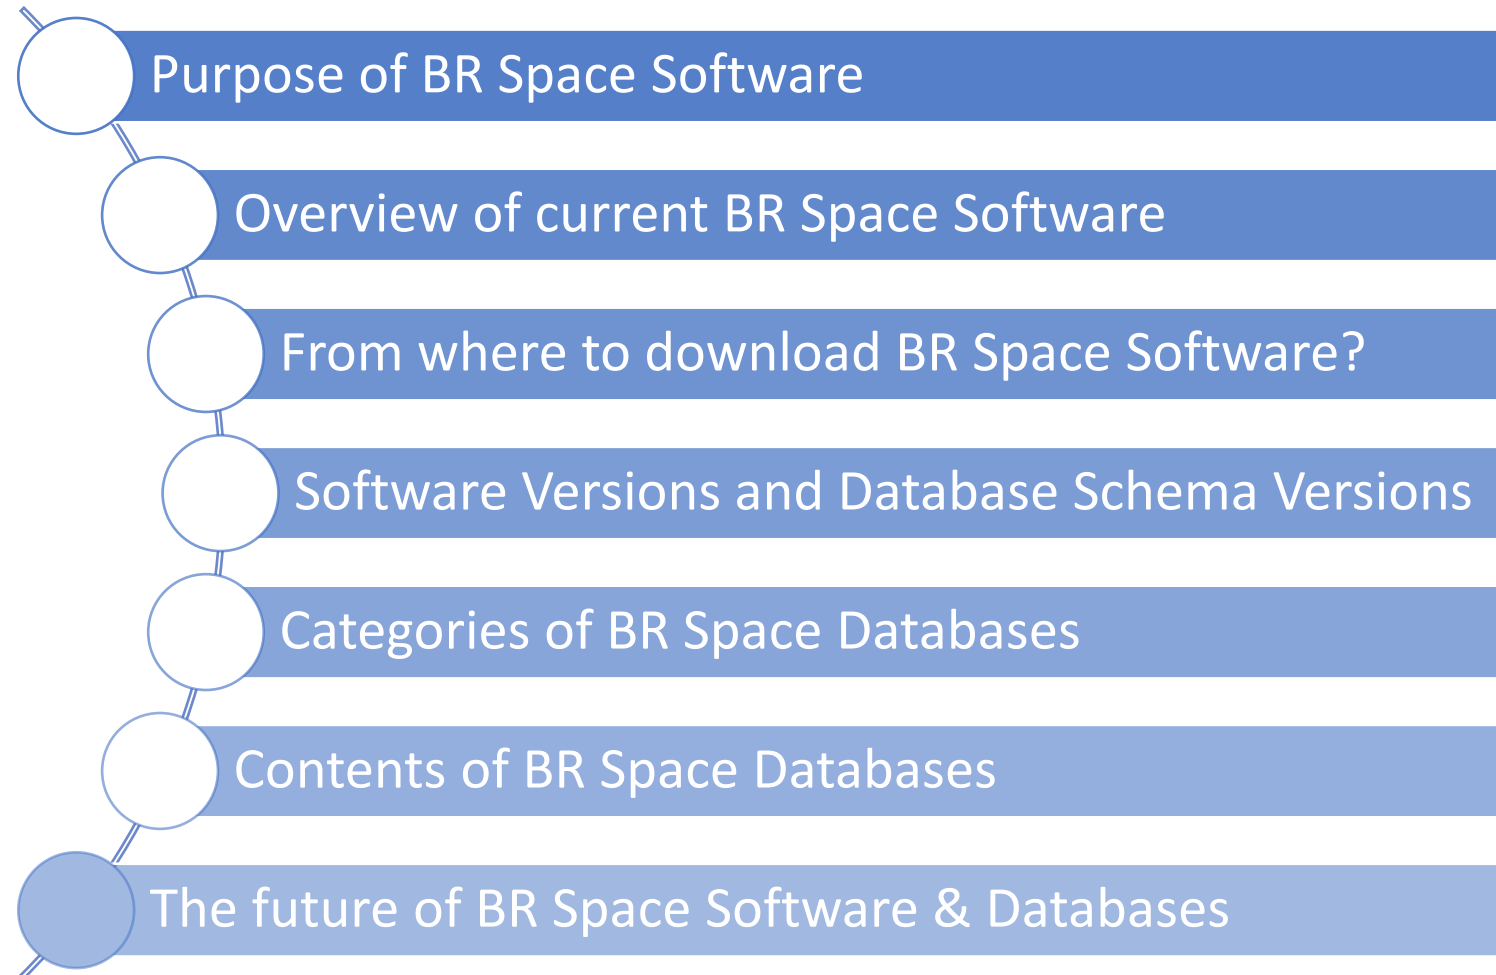 Purpose of BR Space Software
Overview of current BR Space Software
From where to download BR Space Software?
Software Versions and Database Schema Versions
Categories of BR Space Databases
Contents of BR Space Databases
The future of BR Space Software & Databases